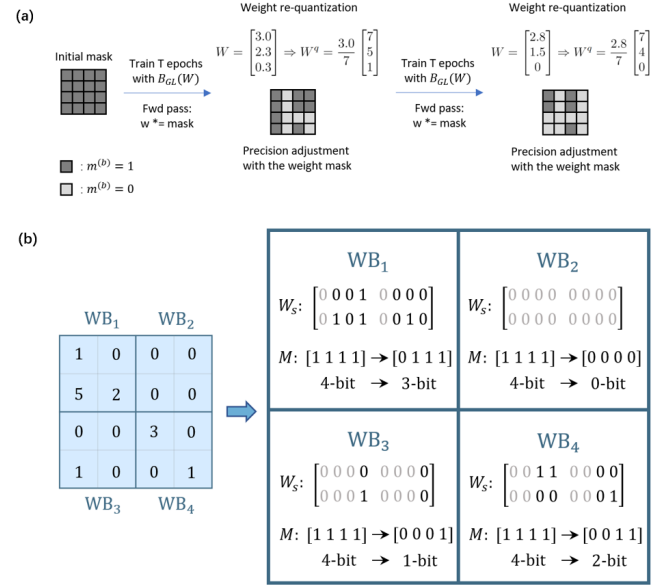 (a)
Weight re-quantization
Weight re-quantization
Initial mask
Train T epochs
with B_GL(W)
Fwd pass:
w *= mask
W = [3.0 2.3 0.3] ⇒ W^q = 3.0/7 [7 5 1]
Train T epochs
with B_GL(W)
Fwd pass:
w *= mask
W = [2.8 1.5 0] ⇒ W^q = 2.8/7 [7 4 0]
Precision adjustment
with the weight mask
Precision adjustment
with the weight mask
: m^(b) = 1
: m^(b) = 0
(b)
WB₁ WB₂
1 0 0 0
5 2 0 0
0 0 3 0
1 0 0 1
WB₃ WB₄
WB₁
W_s: [0 0 0 1 0 0 0 0
0 1 0 1 0 0 1 0]
M: [1 1 1 1] → [0 1 1 1]
4-bit → 3-bit
WB₂
W_s: [0 0 0 0 0 0 0 0
0 0 0 0 0 0 0 0]
M: [1 1 1 1] → [0 0 0 0]
4-bit → 0-bit
WB₃
W_s: [0 0 0 0 0 0 0 0
0 0 0 1 0 0 0 0]
M: [1 1 1 1] → [0 0 0 1]
4-bit → 1-bit
WB₄
W_s: [0 0 1 1 0 0 0 0
0 0 0 0 0 0 0 1]
M: [1 1 1 1] → [0 0 1 1]
4-bit → 2-bit